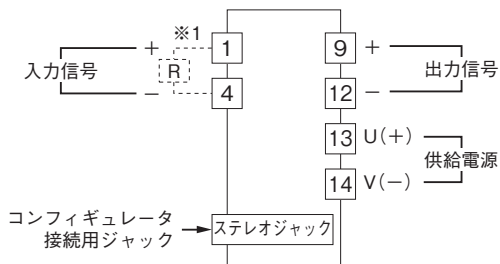 ※1
入力信号
+
−
R
1
4
9
+
12
−
出力信号
13
U(+)
14
V(−)
供給電源
コンフィギュレータ
接続用ジャック
ステレオジャック